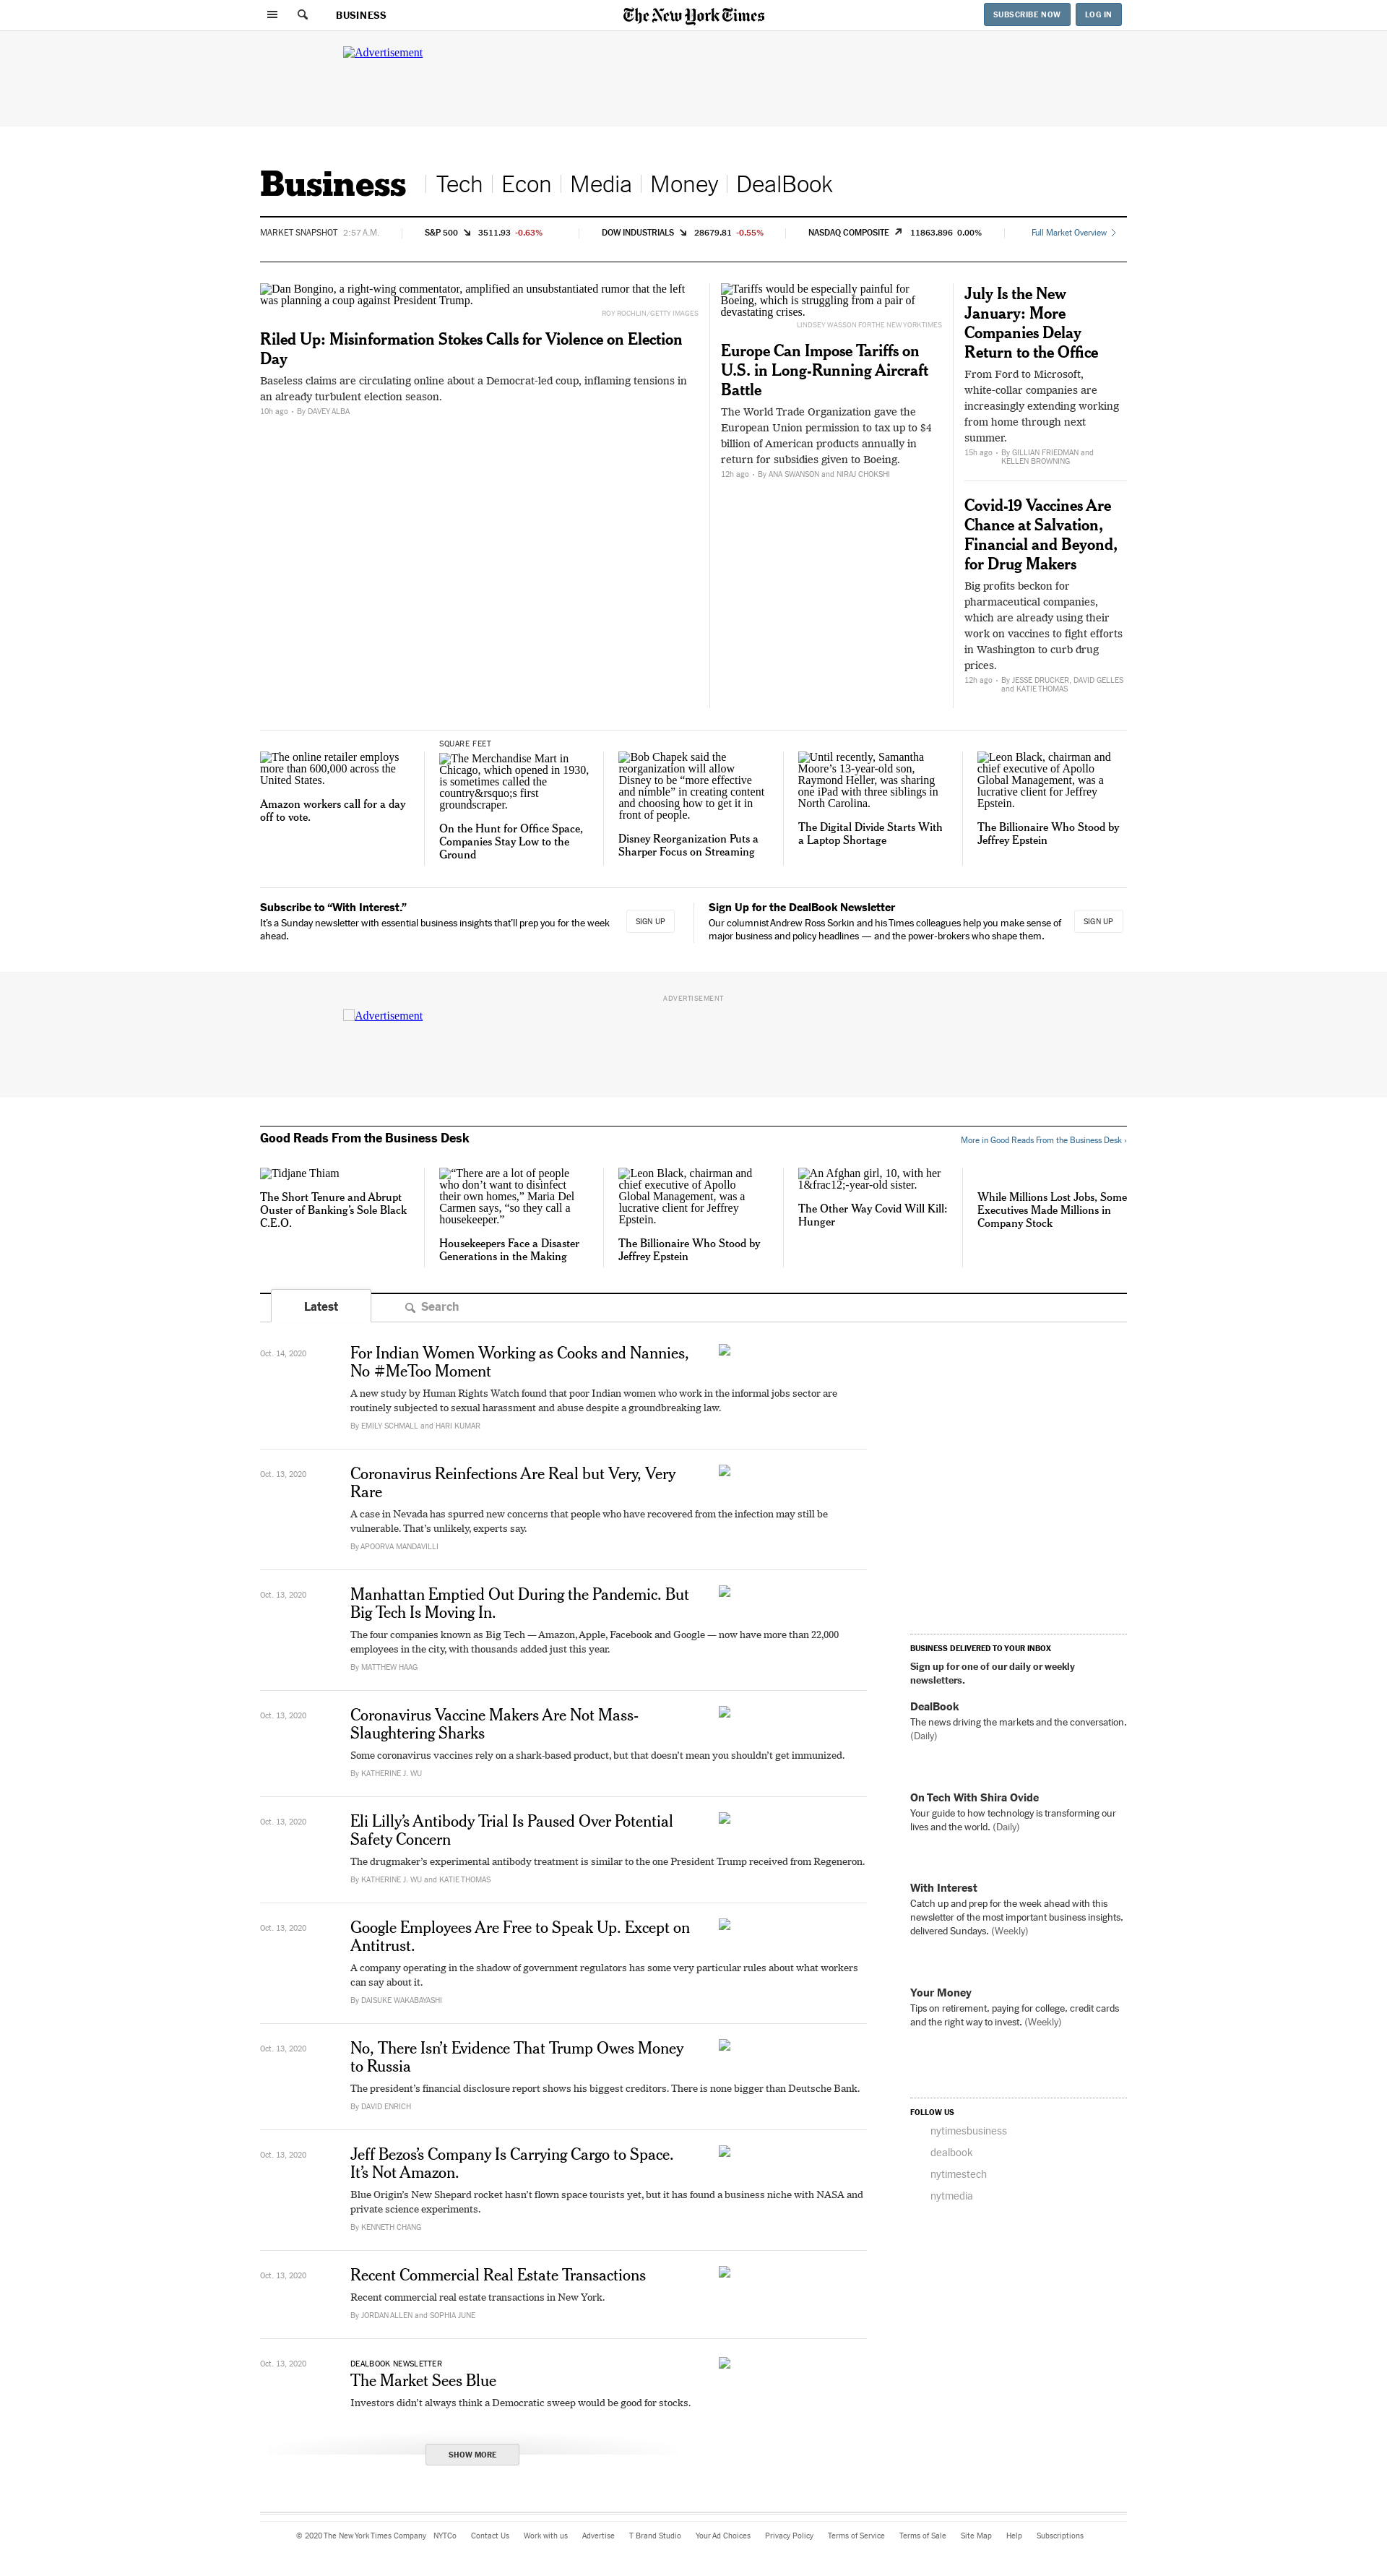 BUSINESS
The New York Times
SUBSCRIBE NOW
LOG IN
Advertisement
Business
Tech
Econ
Media
Money
DealBook
MARKET SNAPSHOT 2:57 A.M.
S&P 500 3511.93 -0.63%
DOW INDUSTRIALS 28679.81 -0.55%
NASDAQ COMPOSITE 11863.896 0.00%
Full Market Overview
Dan Bongino, a right-wing commentator, amplified an unsubstantiated rumor that the left
was planning a coup against President Trump.
ROY ROCHLIN/GETTY IMAGES
Riled Up: Misinformation Stokes Calls for Violence on Election
Day
Baseless claims are circulating online about a Democrat-led coup, inflaming tensions in
an already turbulent election season.
10h ago • By DAVEY ALBA
Tariffs would be especially painful for
Boeing, which is struggling from a pair of
devastating crises.
LINDSEY WASSON FOR THE NEW YORK TIMES
Europe Can Impose Tariffs on
U.S. in Long-Running Aircraft
Battle
The World Trade Organization gave the
European Union permission to tax up to $4
billion of American products annually in
return for subsidies given to Boeing.
12h ago • By ANA SWANSON and NIRAJ CHOKSHI
July Is the New
January: More
Companies Delay
Return to the Office
From Ford to Microsoft,
white-collar companies are
increasingly extending working
from home through next
summer.
15h ago • By GILLIAN FRIEDMAN and
KELLEN BROWNING
Covid-19 Vaccines Are
Chance at Salvation,
Financial and Beyond,
for Drug Makers
Big profits beckon for
pharmaceutical companies,
which are already using their
work on vaccines to fight efforts
in Washington to curb drug
prices.
12h ago • By JESSE DRUCKER, DAVID GELLES
and KATIE THOMAS
The online retailer employs
more than 600,000 across the
United States.
Amazon workers call for a day
off to vote.
SQUARE FEET
The Merchandise Mart in
Chicago, which opened in 1930,
is sometimes called the
country&rsquo;s first
groundscraper.
On the Hunt for Office Space,
Companies Stay Low to the
Ground
Bob Chapek said the
reorganization will allow
Disney to be “more effective
and nimble” in creating content
and choosing how to get it in
front of people.
Disney Reorganization Puts a
Sharper Focus on Streaming
Until recently, Samantha
Moore’s 13-year-old son,
Raymond Heller, was sharing
one iPad with three siblings in
North Carolina.
The Digital Divide Starts With
a Laptop Shortage
Leon Black, chairman and
chief executive of Apollo
Global Management, was a
lucrative client for Jeffrey
Epstein.
The Billionaire Who Stood by
Jeffrey Epstein
Subscribe to “With Interest.”
It’s a Sunday newsletter with essential business insights that’ll prep you for the week
ahead.
SIGN UP
Sign Up for the DealBook Newsletter
Our columnist Andrew Ross Sorkin and his Times colleagues help you make sense of
major business and policy headlines — and the power-brokers who shape them.
SIGN UP
ADVERTISEMENT
Advertisement
Good Reads From the Business Desk
More in Good Reads From the Business Desk ›
Tidjane Thiam
The Short Tenure and Abrupt
Ouster of Banking’s Sole Black
C.E.O.
“There are a lot of people
who don’t want to disinfect
their own homes,” Maria Del
Carmen says, “so they call a
housekeeper.”
Housekeepers Face a Disaster
Generations in the Making
Leon Black, chairman and
chief executive of Apollo
Global Management, was a
lucrative client for Jeffrey
Epstein.
The Billionaire Who Stood by
Jeffrey Epstein
An Afghan girl, 10, with her
1&frac12;-year-old sister.
The Other Way Covid Will Kill:
Hunger
While Millions Lost Jobs, Some
Executives Made Millions in
Company Stock
Latest
Search
Oct. 14, 2020
For Indian Women Working as Cooks and Nannies,
No #MeToo Moment
A new study by Human Rights Watch found that poor Indian women who work in the informal jobs sector are
routinely subjected to sexual harassment and abuse despite a groundbreaking law.
By EMILY SCHMALL and HARI KUMAR
Oct. 13, 2020
Coronavirus Reinfections Are Real but Very, Very
Rare
A case in Nevada has spurred new concerns that people who have recovered from the infection may still be
vulnerable. That’s unlikely, experts say.
By APOORVA MANDAVILLI
Oct. 13, 2020
Manhattan Emptied Out During the Pandemic. But
Big Tech Is Moving In.
The four companies known as Big Tech — Amazon, Apple, Facebook and Google — now have more than 22,000
employees in the city, with thousands added just this year.
By MATTHEW HAAG
Oct. 13, 2020
Coronavirus Vaccine Makers Are Not Mass-
Slaughtering Sharks
Some coronavirus vaccines rely on a shark-based product, but that doesn’t mean you shouldn’t get immunized.
By KATHERINE J. WU
Oct. 13, 2020
Eli Lilly’s Antibody Trial Is Paused Over Potential
Safety Concern
The drugmaker’s experimental antibody treatment is similar to the one President Trump received from Regeneron.
By KATHERINE J. WU and KATIE THOMAS
Oct. 13, 2020
Google Employees Are Free to Speak Up. Except on
Antitrust.
A company operating in the shadow of government regulators has some very particular rules about what workers
can say about it.
By DAISUKE WAKABAYASHI
Oct. 13, 2020
No, There Isn’t Evidence That Trump Owes Money
to Russia
The president’s financial disclosure report shows his biggest creditors. There is none bigger than Deutsche Bank.
By DAVID ENRICH
Oct. 13, 2020
Jeff Bezos’s Company Is Carrying Cargo to Space.
It’s Not Amazon.
Blue Origin’s New Shepard rocket hasn’t flown space tourists yet, but it has found a business niche with NASA and
private science experiments.
By KENNETH CHANG
Oct. 13, 2020
Recent Commercial Real Estate Transactions
Recent commercial real estate transactions in New York.
By JORDAN ALLEN and SOPHIA JUNE
Oct. 13, 2020
DEALBOOK NEWSLETTER
The Market Sees Blue
Investors didn’t always think a Democratic sweep would be good for stocks.
SHOW MORE
BUSINESS DELIVERED TO YOUR INBOX
Sign up for one of our daily or weekly
newsletters.
DealBook
The news driving the markets and the conversation.
(Daily)
On Tech With Shira Ovide
Your guide to how technology is transforming our
lives and the world. (Daily)
With Interest
Catch up and prep for the week ahead with this
newsletter of the most important business insights,
delivered Sundays. (Weekly)
Your Money
Tips on retirement, paying for college, credit cards
and the right way to invest. (Weekly)
FOLLOW US
nytimesbusiness
dealbook
nytimestech
nytmedia
© 2020 The New York Times Company NYTCo Contact Us Work with us Advertise T Brand Studio Your Ad Choices Privacy Policy Terms of Service Terms of Sale Site Map Help Subscriptions